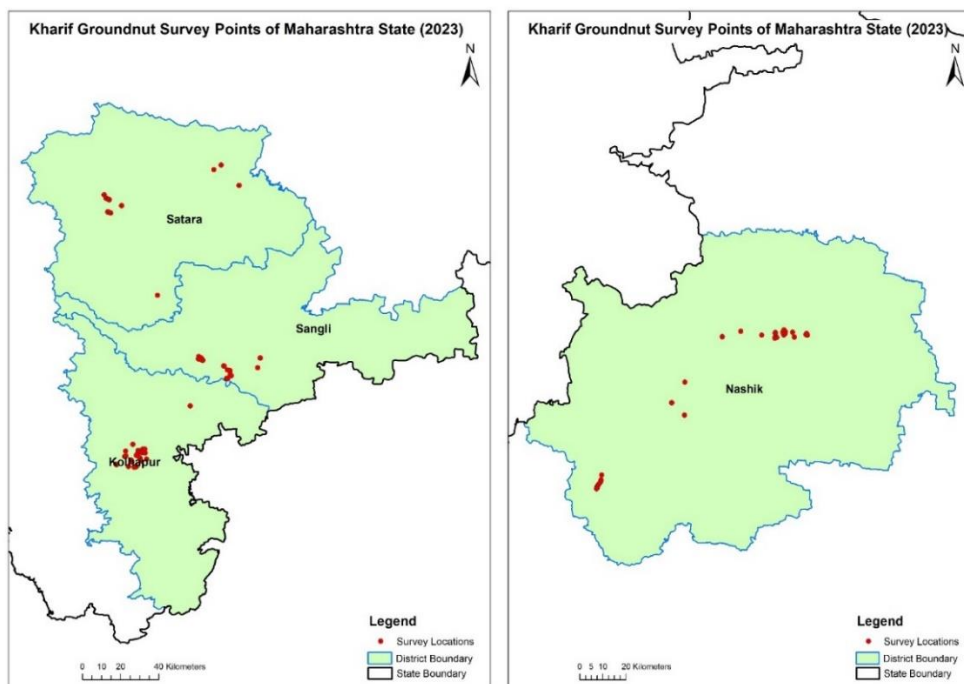 Kharif Groundnut Survey Points of Maharashtra State (2023)
N
Satara
Sangli
Kolhapur
Legend
Survey Locations
District Boundary
State Boundary
0 10 20 40 Kilometers
Kharif Groundnut Survey Points of Maharashtra State (2023)
N
Nashik
Legend
Survey Locations
District Boundary
State Boundary
0 5 10 20 Kilometers